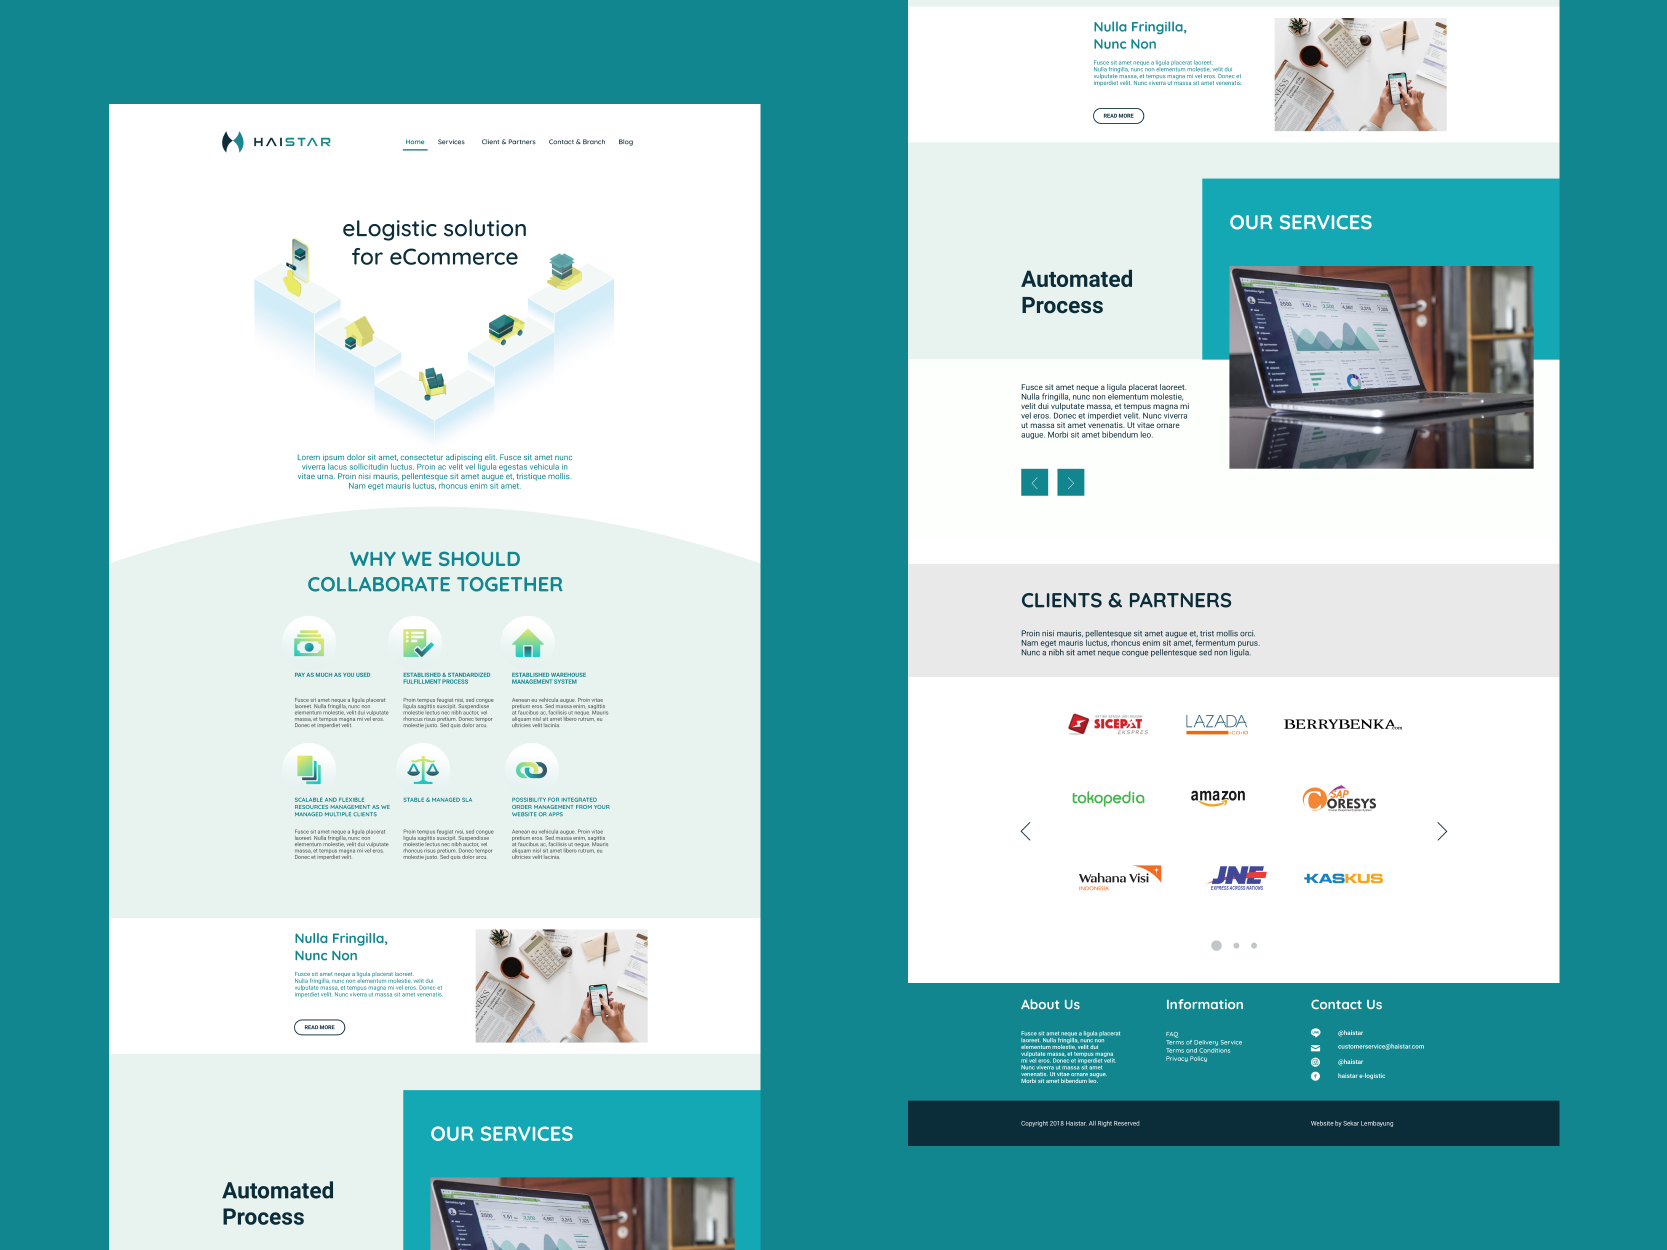 HAISTAR
Home Services Client & Partners Contact & Branch Blog
eLogistic solution
for eCommerce
Lorem ipsum dolor sit amet, consectetur adipiscing elit. Fusce sit amet nunc
viverra lacus sollicitudin luctus. Proin ac velit vel ligula egestas vehicula in
vitae urna. Proin nisi mauris, pellentesque sit amet augue et, tristique mollis.
Nam eget mauris luctus, rhoncus enim sit amet.
WHY WE SHOULD
COLLABORATE TOGETHER
PAY AS MUCH AS YOU USED
Fusce sit amet neque a ligula placerat
laoreet. Nulla fringilla, nunc non
elementum molestie, velit dui vulputate
massa, et tempus magna mi vel eros.
Donec et imperdiet velit.
ESTABLISHED & STANDARDIZED
FULFILLMENT PROCESS
Proin tempus feugiat nisi, sed congue
ligula sagittis suscipit. Suspendisse
molestie lectus nec nibh auctor, vel
rhoncus risus pretium. Donec tempor
molestie justo. Sed quis dolor arcu.
ESTABLISHED WAREHOUSE
MANAGEMENT SYSTEM
Aenean eu vehicula augue. Proin vitae
pretium eros. Sed massa enim, sagittis
at faucibus ac, facilisis ut neque. Mauris
aliquam nisl sit amet libero rutrum, eu
ultricies velit lacinia.
SCALABLE AND FLEXIBLE
RESOURCES MANAGEMENT AS WE
MANAGED MULTIPLE CLIENTS
Fusce sit amet neque a ligula placerat
laoreet. Nulla fringilla, nunc non
elementum molestie, velit dui vulputate
massa, et tempus magna mi vel eros.
Donec et imperdiet velit.
STABLE & MANAGED SLA
Proin tempus feugiat nisi, sed congue
ligula sagittis suscipit. Suspendisse
molestie lectus nec nibh auctor, vel
rhoncus risus pretium. Donec tempor
molestie justo. Sed quis dolor arcu.
POSSIBILITY FOR INTEGRATED
ORDER MANAGEMENT FROM YOUR
WEBSITE OR APPS
Aenean eu vehicula augue. Proin vitae
pretium eros. Sed massa enim, sagittis
at faucibus ac, facilisis ut neque. Mauris
aliquam nisl sit amet libero rutrum, eu
ultricies velit lacinia.
Nulla Fringilla,
Nunc Non
Fusce sit amet neque a ligula placerat laoreet.
Nulla fringilla, nunc non elementum molestie, velit dui
vulputate massa, et tempus magna mi vel eros. Donec et
imperdiet velit. Nunc viverra ut massa sit amet venenatis.
READ MORE
OUR SERVICES
Automated
Process
Nulla Fringilla,
Nunc Non
Fusce sit amet neque a ligula placerat laoreet.
Nulla fringilla, nunc non elementum molestie, velit dui
vulputate massa, et tempus magna mi vel eros. Donec et
imperdiet velit. Nunc viverra ut massa sit amet venenatis.
READ MORE
OUR SERVICES
Automated
Process
Fusce sit amet neque a ligula placerat laoreet.
Nulla fringilla, nunc non elementum molestie,
velit dui vulputate massa, et tempus magna mi
vel eros. Donec et imperdiet velit. Nunc viverra
ut massa sit amet venenatis. Ut vitae ornare
augue. Morbi sit amet bibendum leo.
CLIENTS & PARTNERS
Proin nisi mauris, pellentesque sit amet augue et, trist mollis orci.
Nam eget mauris luctus, rhoncus enim sit amet, fermentum purus.
Nunc a nibh sit amet neque congue pellentesque sed non ligula.
SICEPAT
EKSPRES
LAZADA
.CO.ID
BERRYBENKA.com
tokopedia
amazon
SAP
ORESYS
Wahana Visi
INDONESIA
JNE
EXPRESS ACROSS NATIONS
KASKUS
About Us
Fusce sit amet neque a ligula placerat
laoreet. Nulla fringilla, nunc non
elementum molestie, velit dui
vulputate massa, et tempus magna
mi vel eros. Donec et imperdiet velit.
Nunc viverra ut massa sit amet
venenatis. Ut vitae ornare augue.
Morbi sit amet bibendum leo.
Information
FAQ
Terms of Delivery Service
Terms and Conditions
Privacy Policy
Contact Us
@haistar
customerservice@haistar.com
@haistar
haistar e-logistic
Copyright 2018 Haistar. All Right Reserved
Website by Sekar Lembayung